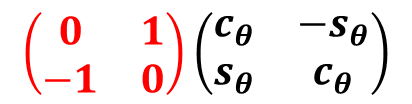 ( 0 1 ) ( c_θ -s_θ )
( -1 0 ) ( s_θ c_θ )